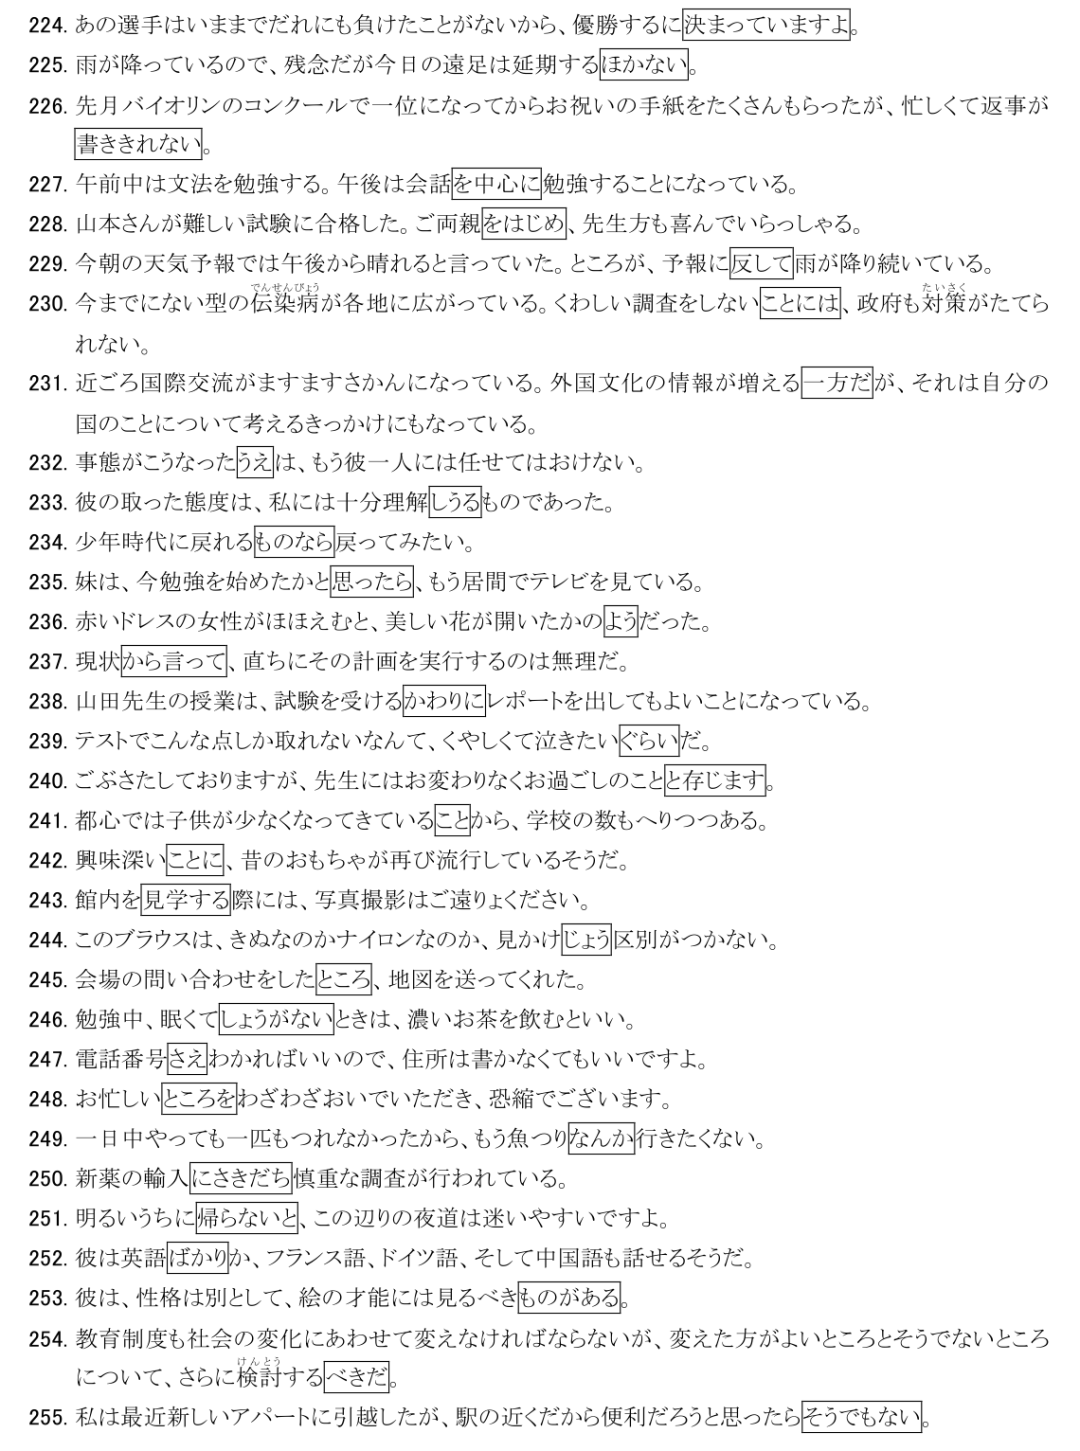 224. あの選手はいままでだれにも負けたことがないから、優勝するに決まっていますよ。
225. 雨が降っているので、残念だが今日の遠足は延期するほかない。
226. 先月バイオリンのコンクールで一位になってからお祝いの手紙をたくさんもらったが、忙しくて返事が
書ききれない。
227. 午前中は文法を勉強する。午後は会話を中心に勉強することになっている。
228. 山本さんが難しい試験に合格した。ご両親をはじめ、先生方も喜んでいらっしゃる。
229. 今朝の天気予報では午後から晴れると言っていた。ところが、予報に反して雨が降り続いている。
でんせんびょう たいさく
230. 今までにない型の伝染病が各地に広がっている。くわしい調査をしないことには、政府も対策がたてら
れない。
231. 近ごろ国際交流がますますさかんになっている。外国文化の情報が増える一方だが、それは自分の
国のことについて考えるきっかけにもなっている。
232. 事態がこうなったうえは、もう彼一人には任せてはおけない。
233. 彼の取った態度は、私には十分理解しうるものであった。
234. 少年時代に戻れるものなら戻ってみたい。
235. 妹は、今勉強を始めたかと思ったら、もう居間でテレビを見ている。
236. 赤いドレスの女性がほほえむと、美しい花が開いたかのようだった。
237. 現状から言って、直ちにその計画を実行するのは無理だ。
238. 山田先生の授業は、試験を受けるかわりにレポートを出してもよいことになっている。
239. テストでこんな点しか取れないなんて、くやしくて泣きたいぐらいだ。
240. ごぶさたしておりますが、先生にはお変わりなくお過ごしのことと存じます。
241. 都心では子供が少なくなってきていることから、学校の数もへりつつある。
242. 興味深いことに、昔のおもちゃが再び流行しているそうだ。
243. 館内を見学する際には、写真撮影はご遠りょください。
244. このブラウスは、きぬなのかナイロンなのか、見かけじょう区別がつかない。
245. 会場の問い合わせをしたところ、地図を送ってくれた。
246. 勉強中、眠くてしょうがないときは、濃いお茶を飲むといい。
247. 電話番号さえわかればいいので、住所は書かなくてもいいですよ。
248. お忙しいところをわざわざおいでいただき、恐縮でございます。
249. 一日中やっても一匹もつれなかったから、もう魚つりなんか行きたくない。
250. 新薬の輸入にさきだち慎重な調査が行われている。
251. 明るいうちに帰らないと、この辺りの夜道は迷いやすいですよ。
252. 彼は英語ばかりか、フランス語、ドイツ語、そして中国語も話せるそうだ。
253. 彼は、性格は別として、絵の才能には見るべきものがある。
254. 教育制度も社会の変化にあわせて変えなければならないが、変えた方がよいところとそうでないところ
けんとう
について、さらに検討するべきだ。
255. 私は最近新しいアパートに引越したが、駅の近くだから便利だろうと思ったらそうでもない。